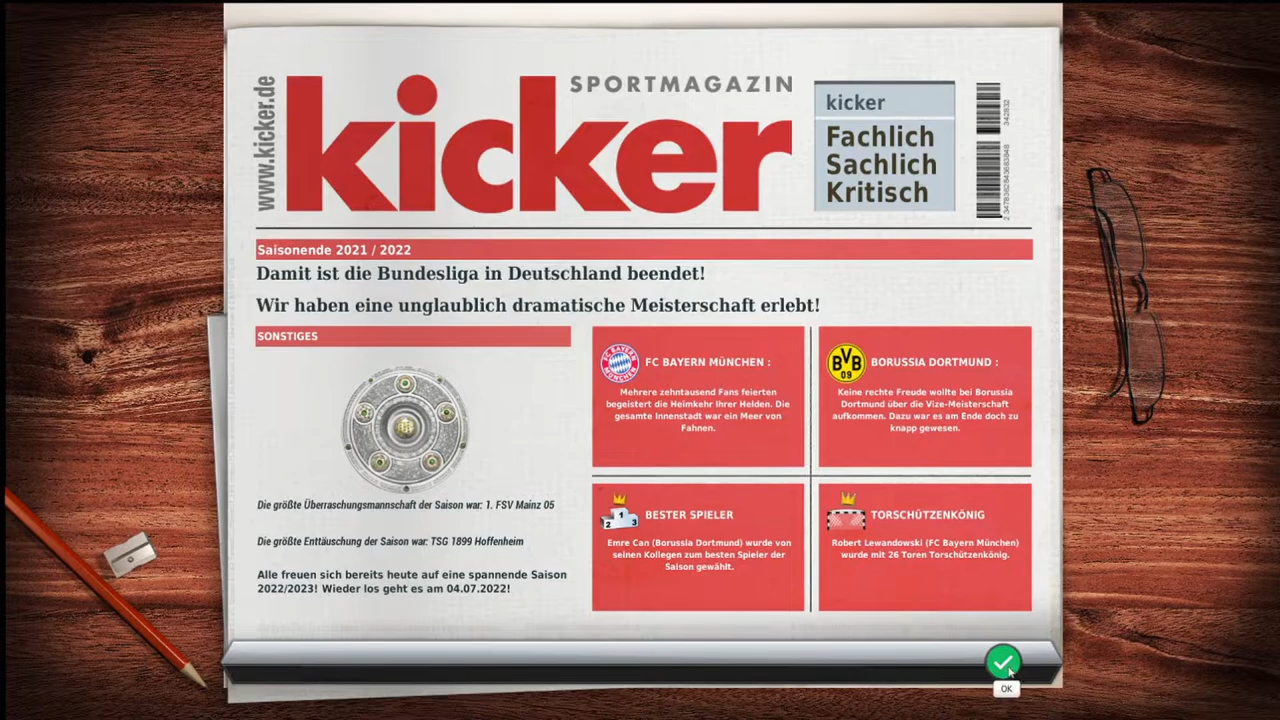 www.kicker.de
kicker
SPORTMAGAZIN
kicker
Fachlich
Sachlich
Kritisch
Saisonende 2021 / 2022
Damit ist die Bundesliga in Deutschland beendet!
Wir haben eine unglaublich dramatische Meisterschaft erlebt!
SONSTIGES
Die größte Überraschungsmannschaft der Saison war: 1. FSV Mainz 05
Die größte Enttäuschung der Saison war: TSG 1899 Hoffenheim
Alle freuen sich bereits heute auf eine spannende Saison
2022/2023! Wieder los geht es am 04.07.2022!
FC BAYERN MÜNCHEN :
Mehrere zehntausend Fans feierten
begeistert die Heimkehr Ihrer Helden. Die
gesamte Innenstadt war ein Meer von
Fahnen.
BVB
09
BORUSSIA DORTMUND :
Keine rechte Freude wollte bei Borussia
Dortmund über die Vize-Meisterschaft
aufkommen. Dazu war es am Ende doch zu
knapp gewesen.
2 1 3
BESTER SPIELER
Emre Can (Borussia Dortmund) wurde von
seinen Kollegen zum besten Spieler der
Saison gewählt.
TORSCHÜTZENKÖNIG
Robert Lewandowski (FC Bayern München)
wurde mit 26 Toren Torschützenkönig.
OK